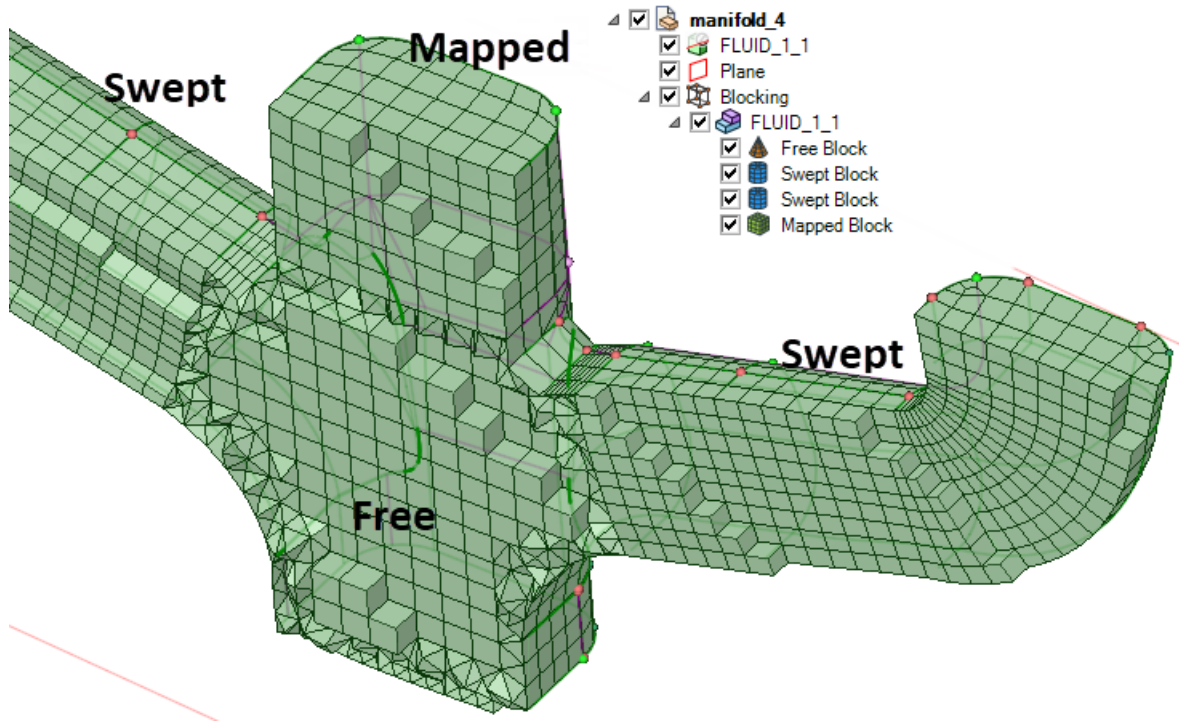 Swept
Mapped
manifold_4
FLUID_1_1
Plane
Blocking
FLUID_1_1
Free Block
Swept Block
Swept Block
Mapped Block
Swept
Free